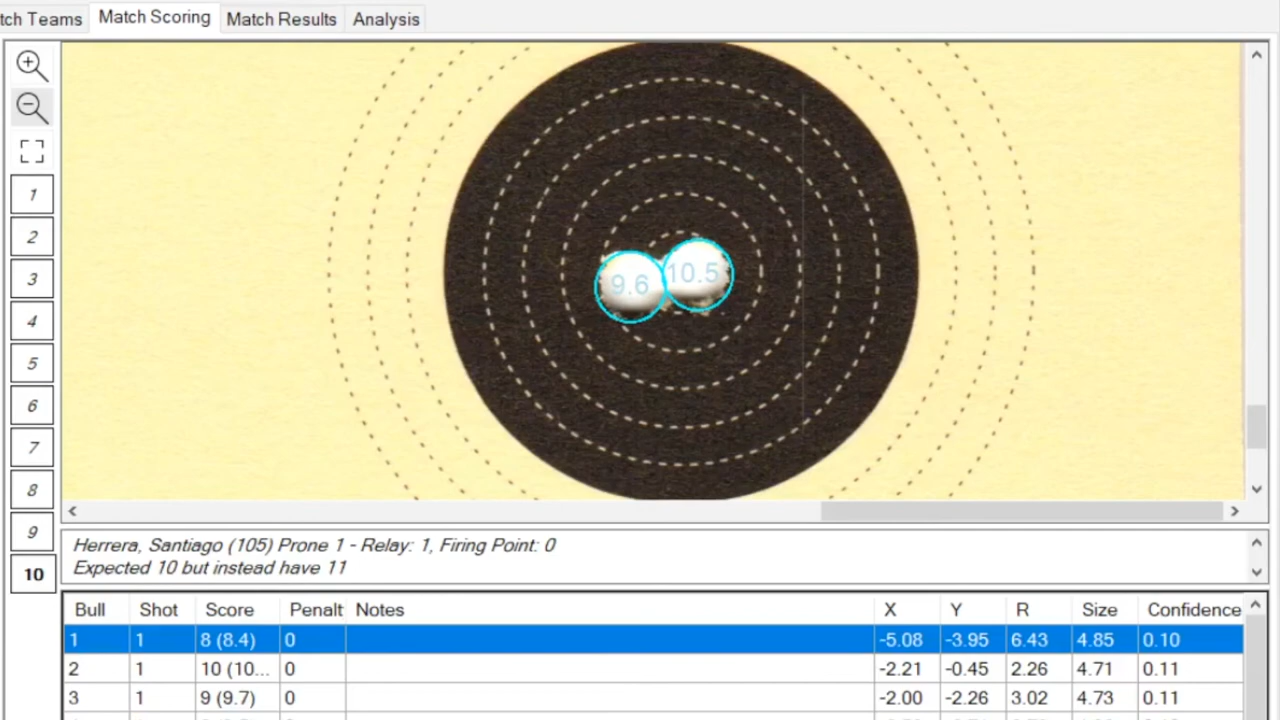 tch Teams Match Scoring Match Results Analysis
1
2
3
4
5
6
7
8
9
10
9.6 10.5
Herrera, Santiago (105) Prone 1 - Relay: 1, Firing Point: 0
Expected 10 but instead have 11
Bull Shot Score Penalt Notes X Y R Size Confidence
1 1 8 (8.4) 0 -5.08 -3.95 6.43 4.85 0.10
2 1 10 (10... 0 -2.21 -0.45 2.26 4.71 0.11
3 1 9 (9.7) 0 -2.00 -2.26 3.02 4.73 0.11